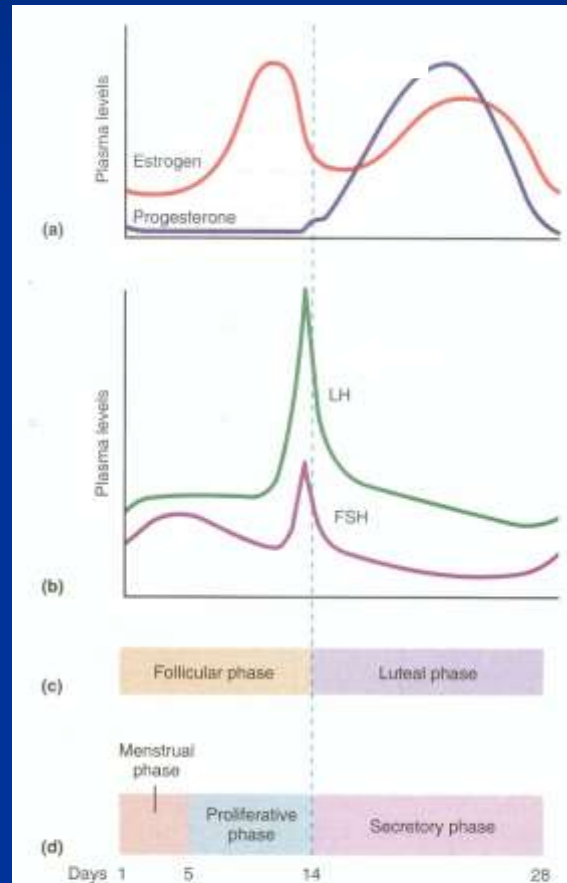 Plasma levels
Estrogen
Progesterone
(a)
Plasma levels
LH
FSH
(b)
(c)
Follicular phase
Luteal phase
Menstrual
phase
(d)
Proliferative
phase
Secretory phase
Days 1 5 14 28